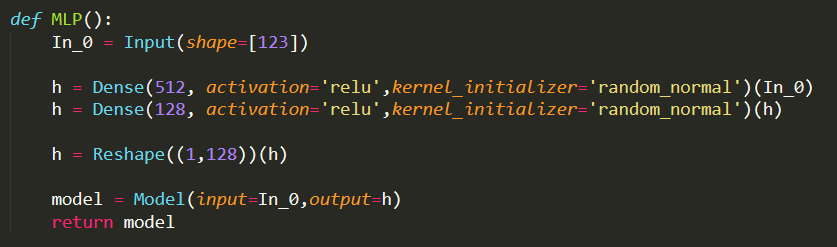 def MLP():
    In_0 = Input(shape=[123])
    h = Dense(512, activation='relu',kernel_initializer='random_normal')(In_0)
    h = Dense(128, activation='relu',kernel_initializer='random_normal')(h)
    h = Reshape((1,128))(h)
    model = Model(input=In_0,output=h)
    return model